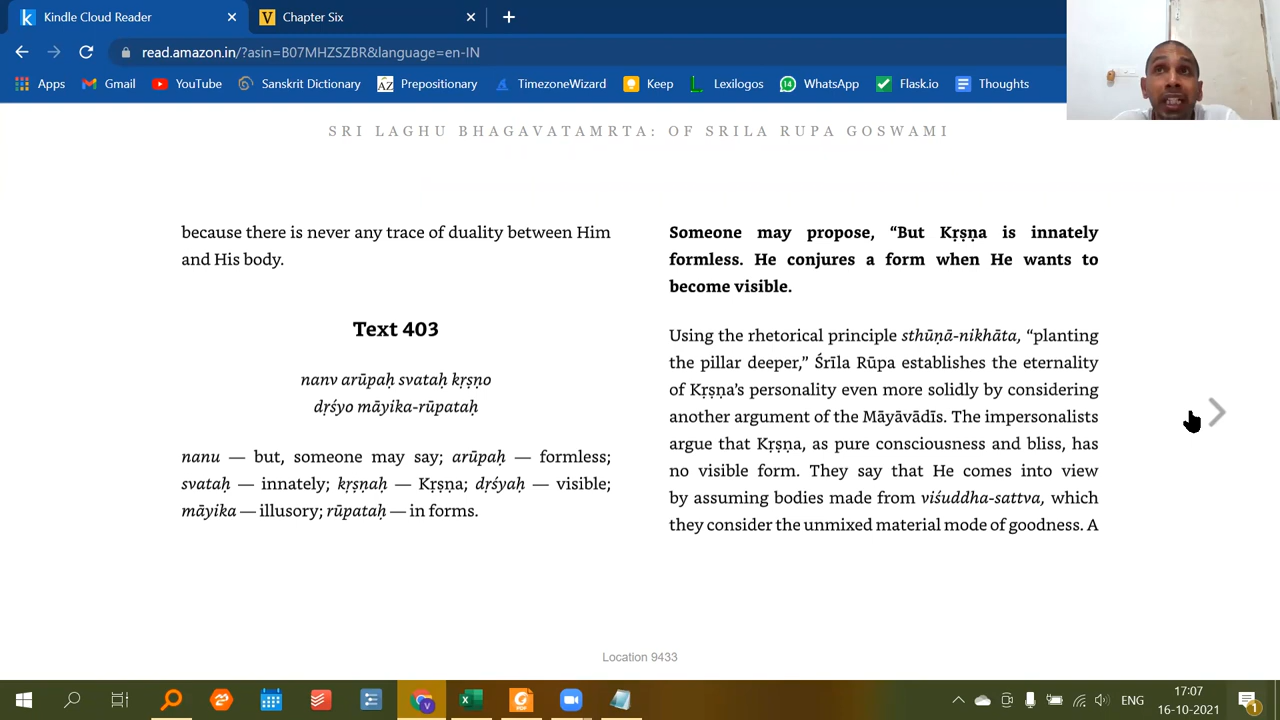 Kindle Cloud Reader
Chapter Six
read.amazon.in/?asin=B07MHZSZBR&language=en-IN
Apps Gmail YouTube Sanskrit Dictionary Prepositionary TimezoneWizard Keep Lexilogos WhatsApp Flask.io Thoughts
SRI LAGHU BHAGAVATAMRTA: OF SRILA RUPA GOSWAMI
because there is never any trace of duality between Him
and His body.
Text 403
nanv arūpaḥ svataḥ kṛṣṇo
dṛśyo māyika-rūpataḥ
nanu — but, someone may say; arūpaḥ — formless;
svataḥ — innately; kṛṣṇaḥ — Kṛṣṇa; dṛśyaḥ — visible;
māyika — illusory; rūpataḥ — in forms.
Someone may propose, “But Kṛṣṇa is innately
formless. He conjures a form when He wants to
become visible.
Using the rhetorical principle sthūṇā-nikhāta, “planting
the pillar deeper,” Śrīla Rūpa establishes the eternality
of Kṛṣṇa’s personality even more solidly by considering
another argument of the Māyāvādīs. The impersonalists
argue that Kṛṣṇa, as pure consciousness and bliss, has
no visible form. They say that He comes into view
by assuming bodies made from viśuddha-sattva, which
they consider the unmixed material mode of goodness. A
Location 9433
ENG
17:07
16-10-2021